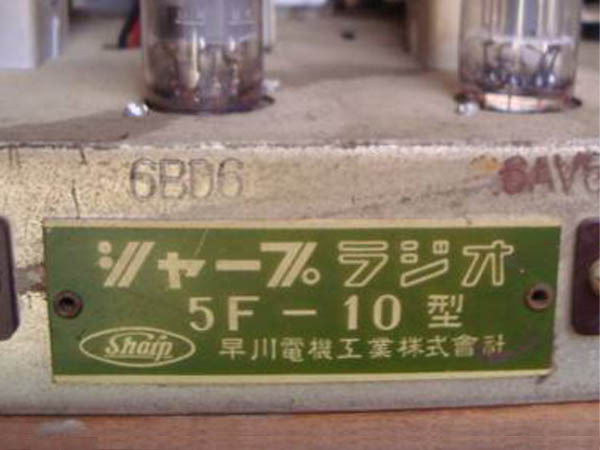 6BD6
6AV6
シャープラジオ
5F-10型
Sharp
早川電機工業株式會社